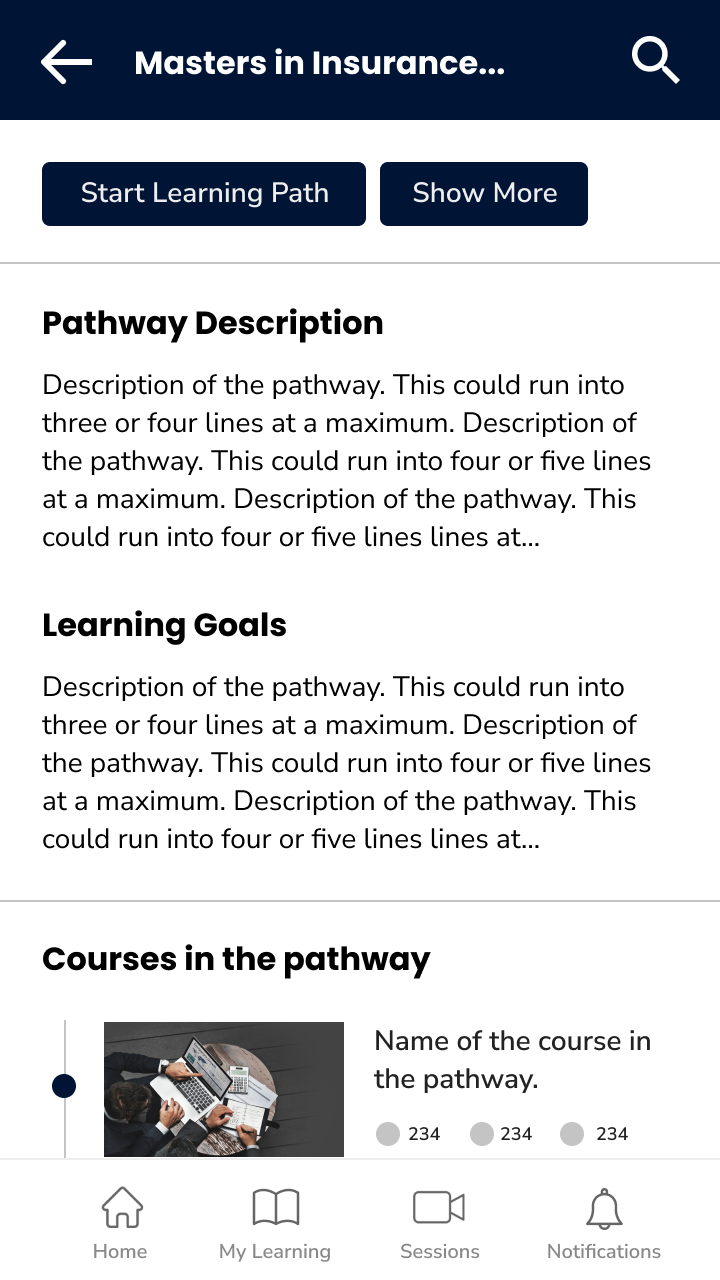 Masters in Insurance...
Start Learning Path
Show More
Pathway Description
Description of the pathway. This could run into
three or four lines at a maximum. Description of
the pathway. This could run into four or five lines
at a maximum. Description of the pathway. This
could run into four or five lines lines at...
Learning Goals
Description of the pathway. This could run into
three or four lines at a maximum. Description of
the pathway. This could run into four or five lines
at a maximum. Description of the pathway. This
could run into four or five lines lines at...
Courses in the pathway
Name of the course in
the pathway.
234 234 234
Home My Learning Sessions Notifications